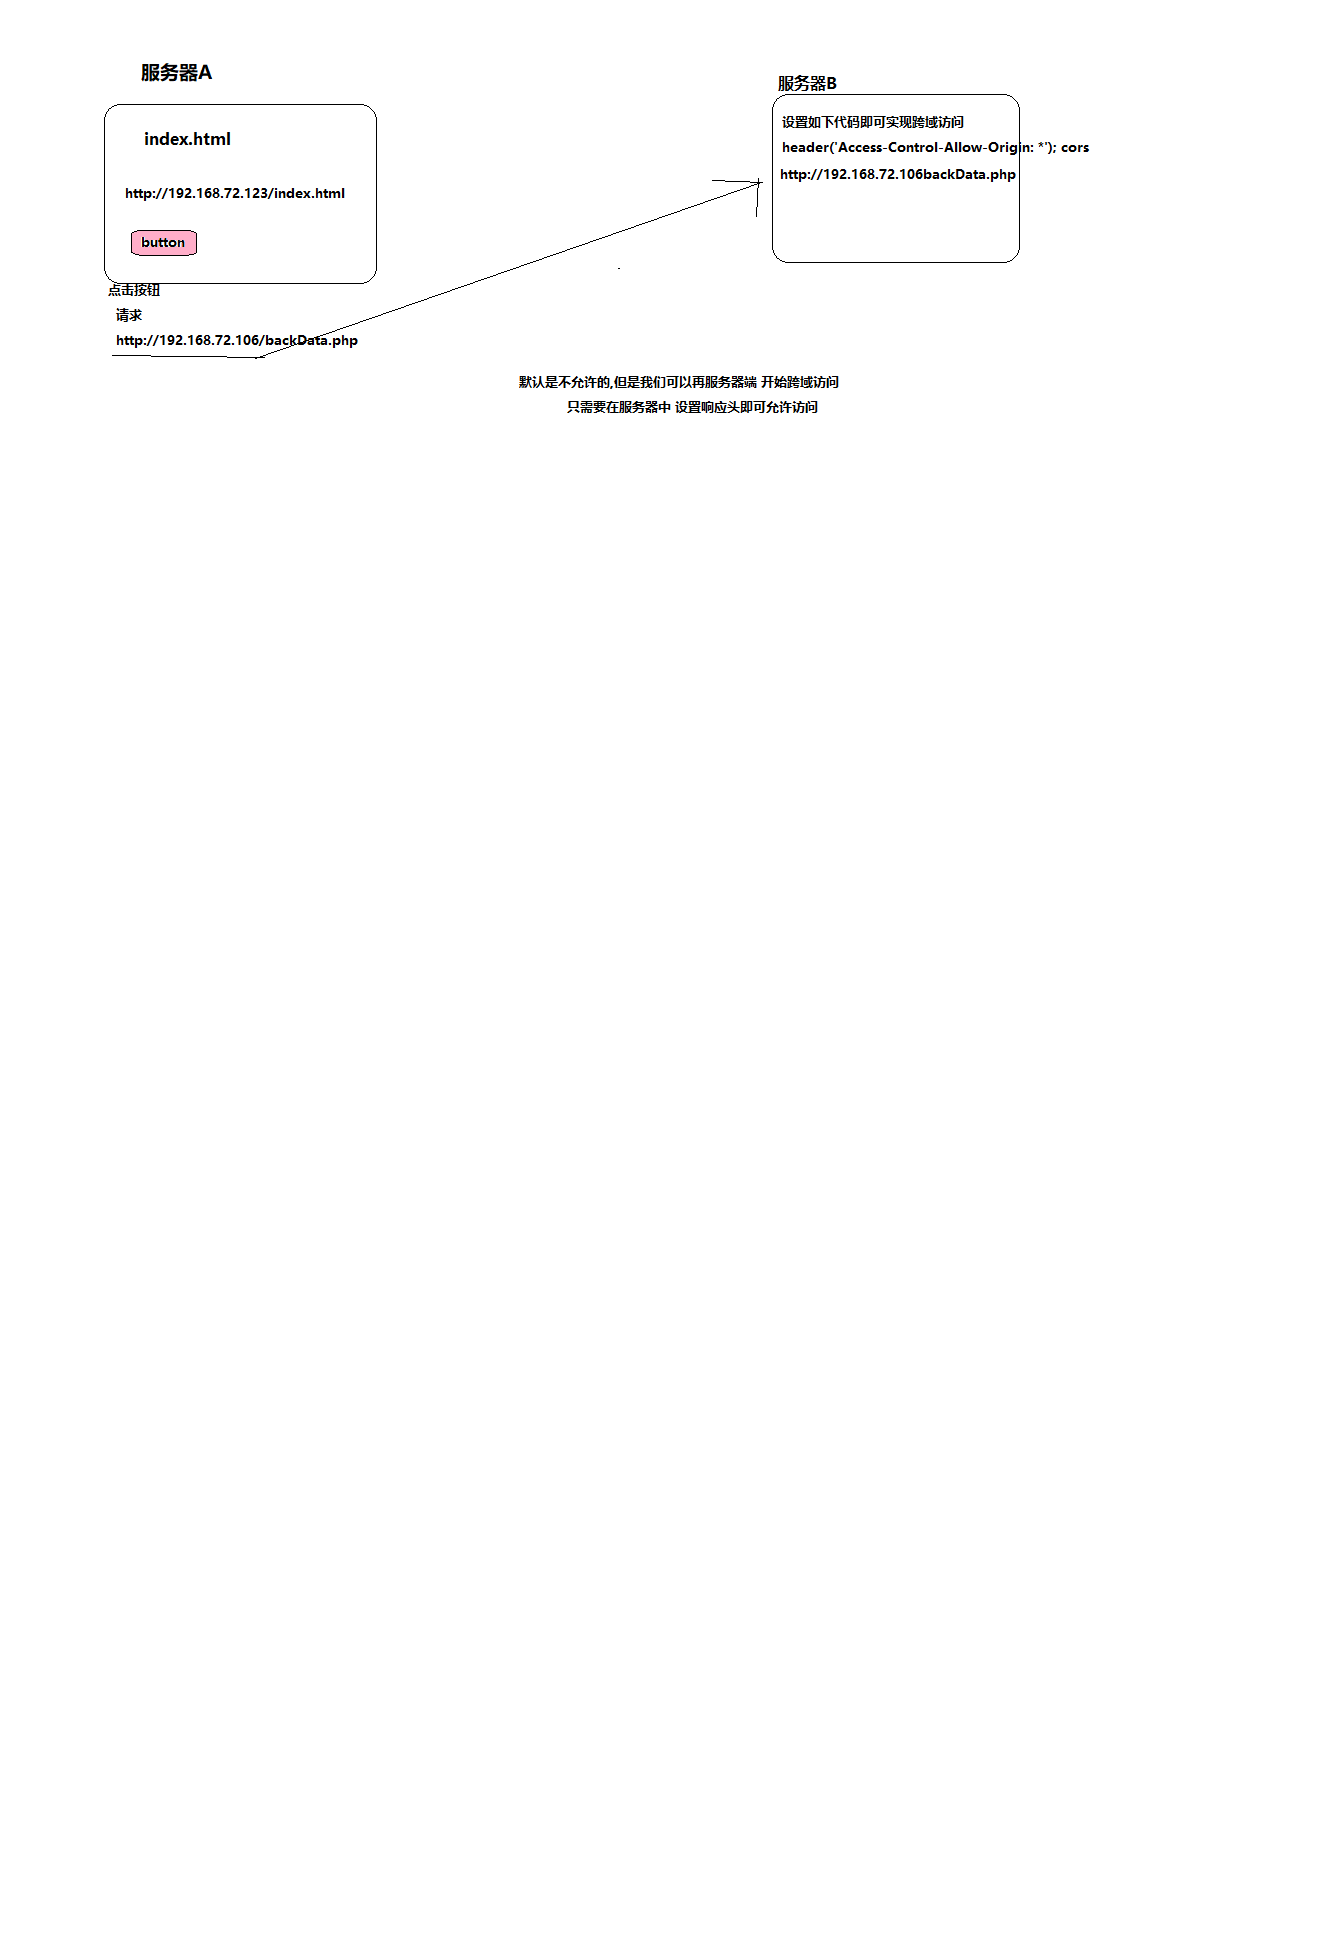 服务器A
index.html
http://192.168.72.123/index.html
button
点击按钮
请求
http://192.168.72.106/backData.php
服务器B
设置如下代码即可实现跨域访问
header('Access-Control-Allow-Origin: *'); cors
http://192.168.72.106backData.php
默认是不允许的,但是我们可以再服务器端 开始跨域访问
只需要在服务器中 设置响应头即可允许访问